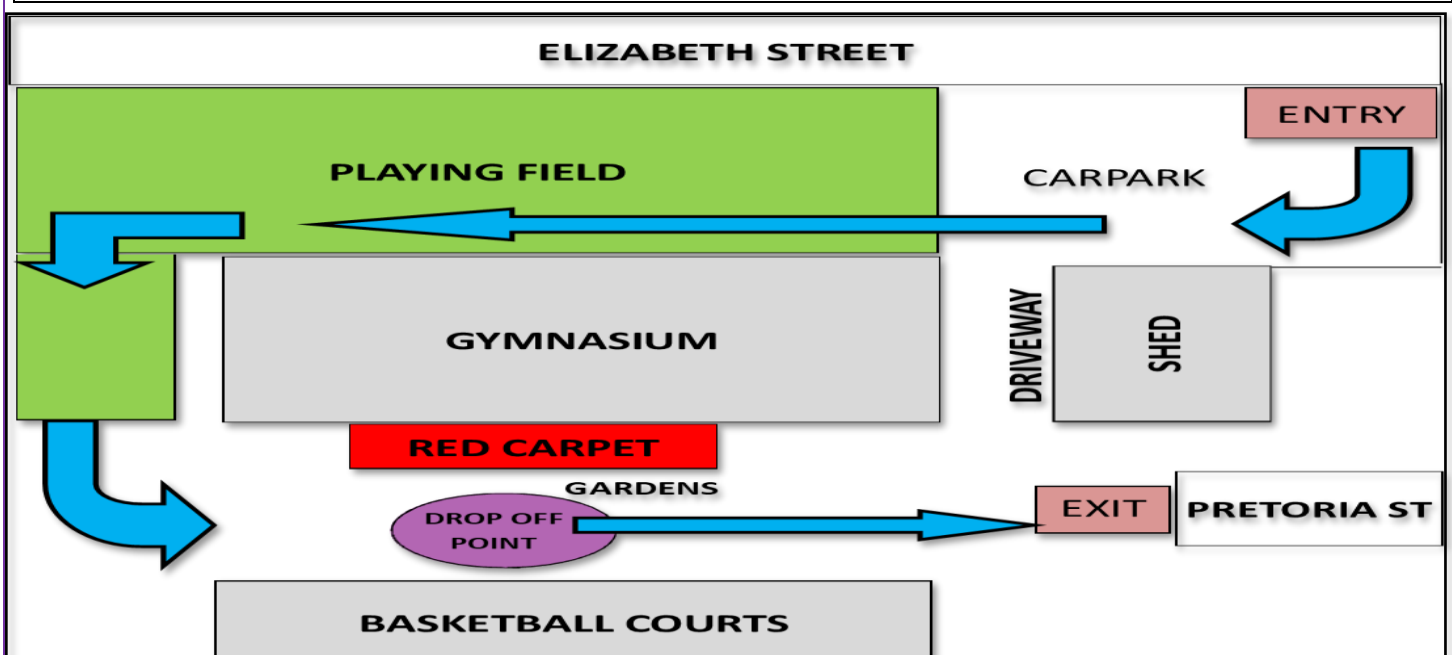 ELIZABETH STREET
ENTRY
PLAYING FIELD
CARPARK
GYMNASIUM
DRIVEWAY
SHED
RED CARPET
GARDENS
DROP OFF
POINT
EXIT
PRETORIA ST
BASKETBALL COURTS